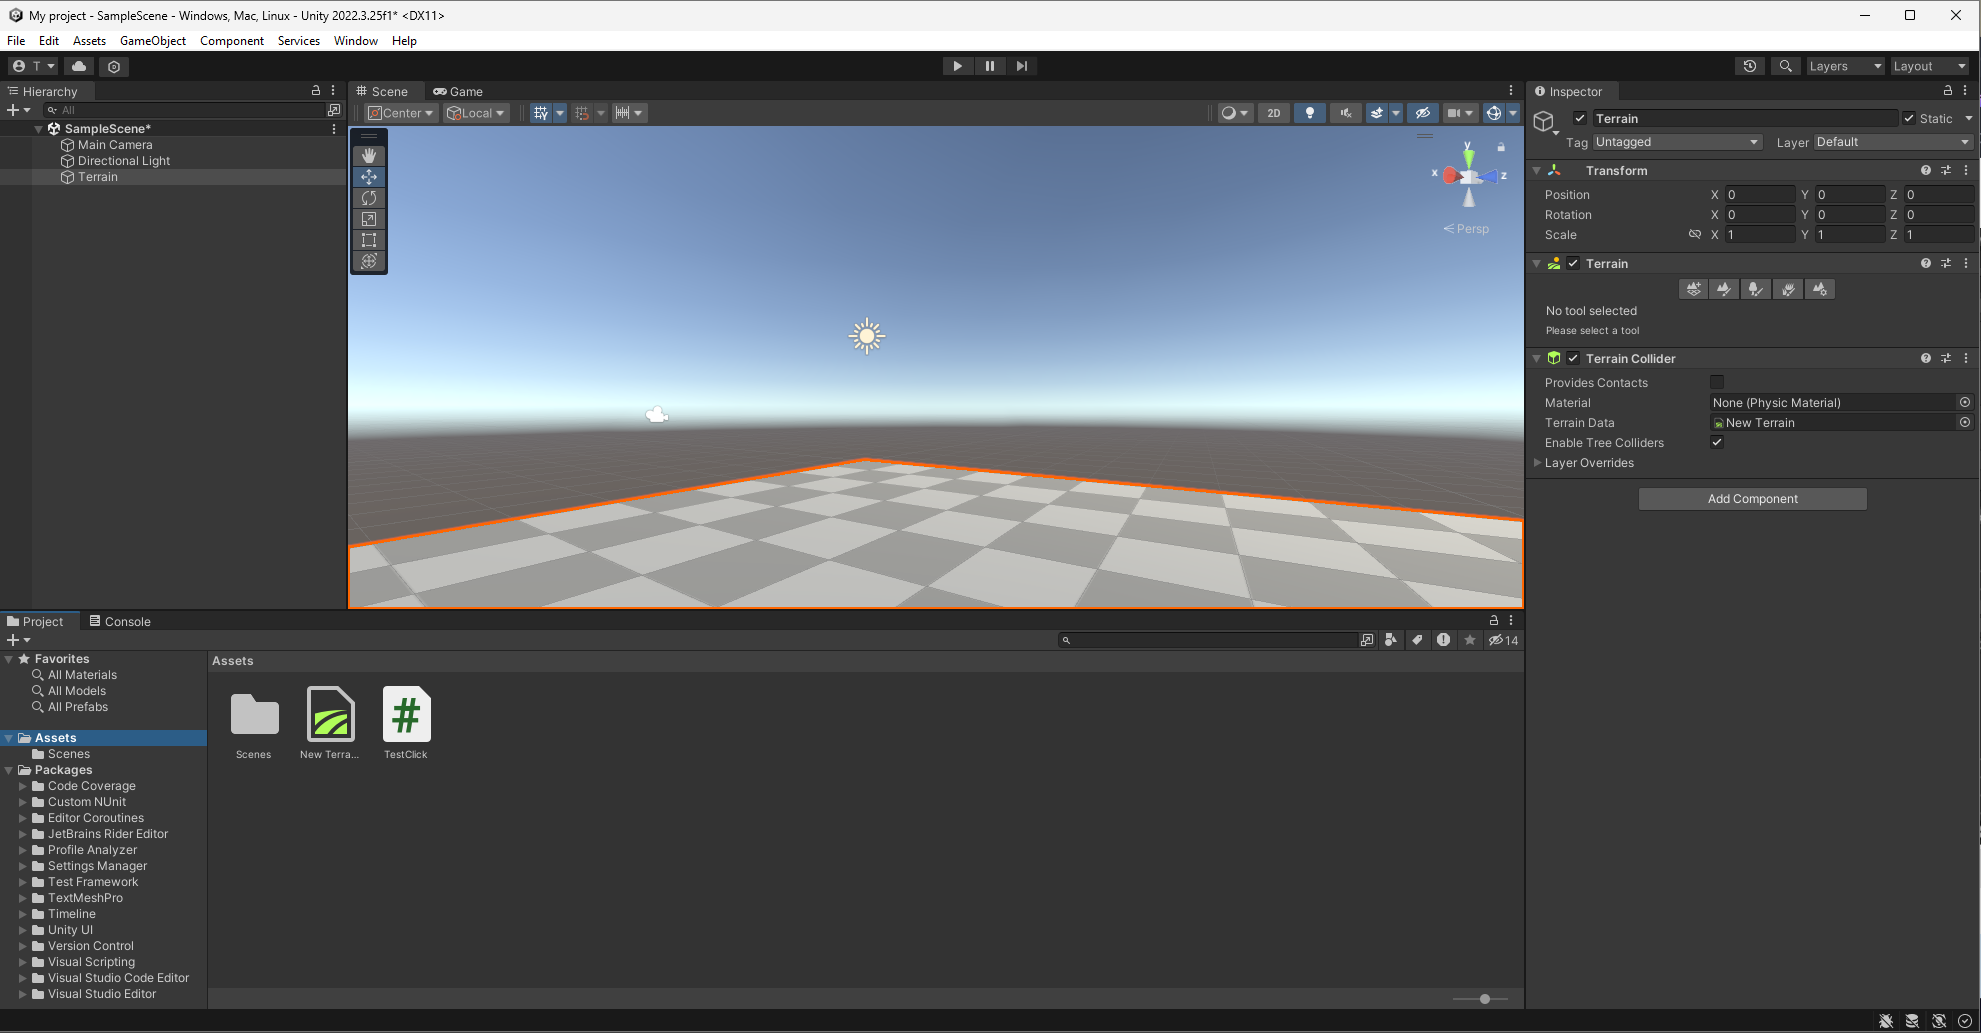 My project - SampleScene - Windows, Mac, Linux - Unity 2022.3.25f1* <DX11>
File Edit Assets GameObject Component Services Window Help
T
Layers Layout
Hierarchy
All
SampleScene*
Main Camera
Directional Light
Terrain
Scene Game
Center Local
2D
y
x z
Persp
Inspector
Terrain Static
Tag Untagged Layer Default
Transform
Position X 0 Y 0 Z 0
Rotation X 0 Y 0 Z 0
Scale X 1 Y 1 Z 1
Terrain
No tool selected
Please select a tool
Terrain Collider
Provides Contacts
Material None (Physic Material)
Terrain Data New Terrain
Enable Tree Colliders
Layer Overrides
Add Component
Project Console
14
Favorites
All Materials
All Models
All Prefabs
Assets
Scenes
Packages
Code Coverage
Custom NUnit
Editor Coroutines
JetBrains Rider Editor
Profile Analyzer
Settings Manager
Test Framework
TextMeshPro
Timeline
Unity UI
Version Control
Visual Scripting
Visual Studio Code Editor
Visual Studio Editor
Assets
#
Scenes New Terra... TestClick